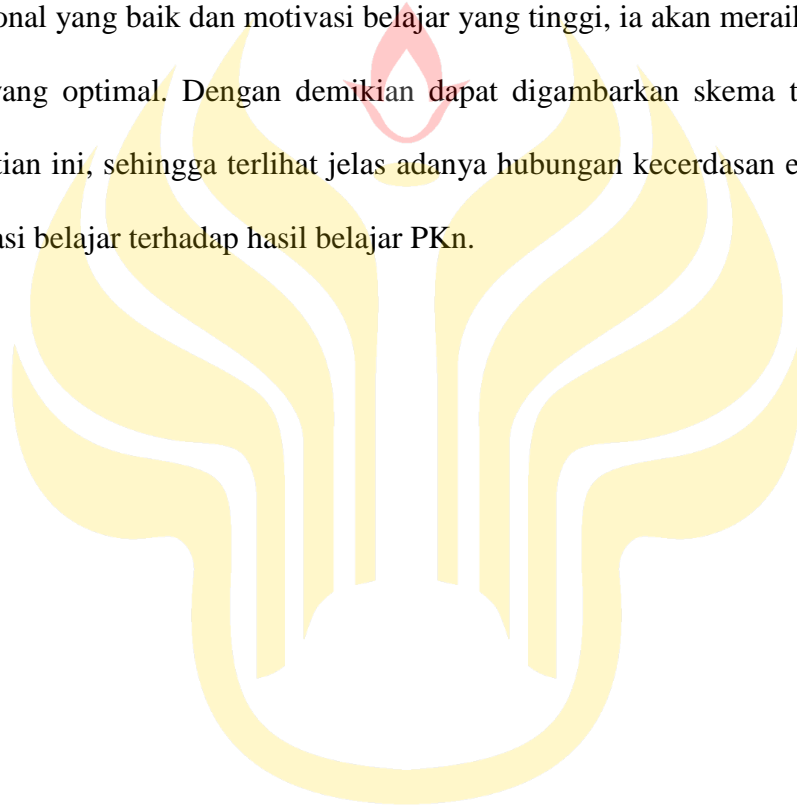 onal yang baik dan motivasi belajar yang tinggi, ia akan meraih
yang optimal. Dengan demikian dapat digambarkan skema t
tian ini, sehingga terlihat jelas adanya hubungan kecerdasan e
asi belajar terhadap hasil belajar PKn.